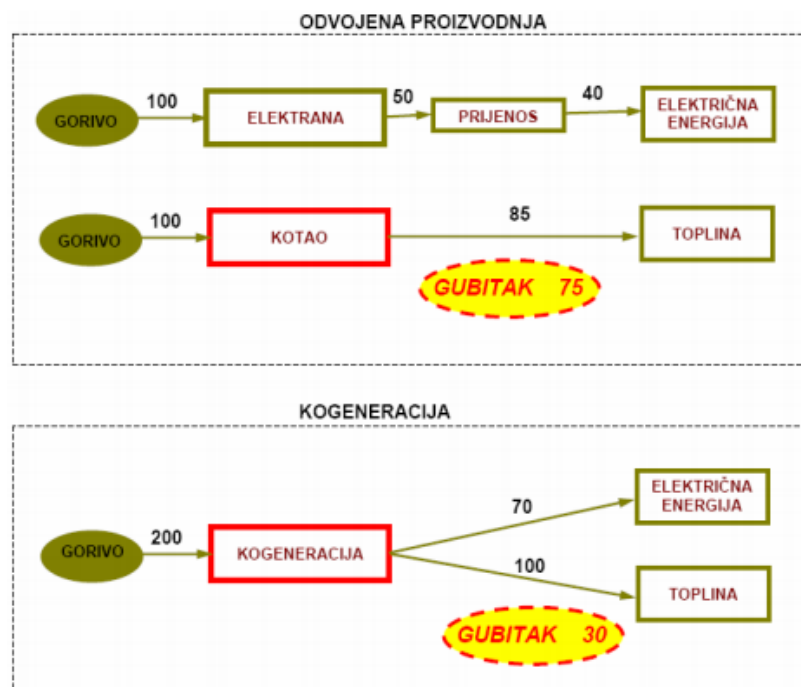 ODVOJENA PROIZVODNJA
GORIVO
100
ELEKTRANA
50
PRIJENOS
40
ELEKTRIČNA
ENERGIJA
GORIVO
100
KOTAO
85
TOPLINA
GUBITAK 75
KOGENERACIJA
GORIVO
200
KOGENERACIJA
70
ELEKTRIČNA
ENERGIJA
100
TOPLINA
GUBITAK 30